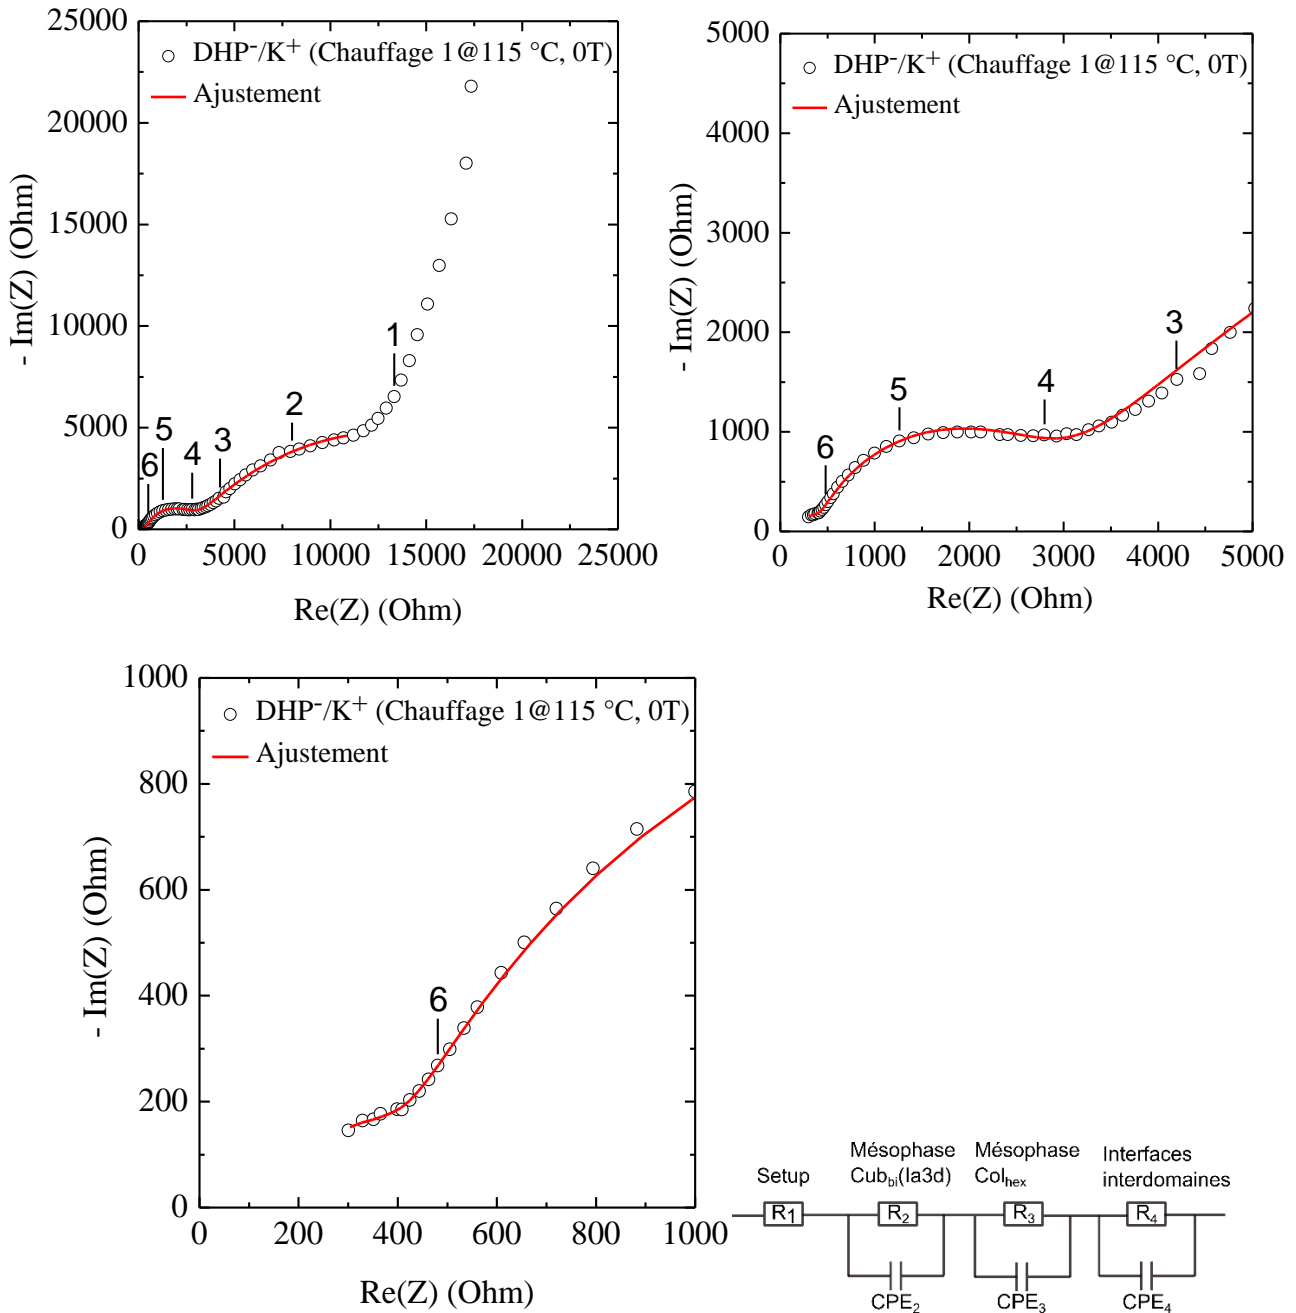 25000
20000
15000
10000
5000
0
DHP⁻/K⁺ (Chauffage 1@115 °C, 0T)
Ajustement
1
2
3
4
5
6
0 5000 10000 15000 20000 25000
Re(Z) (Ohm)
- Im(Z) (Ohm)
5000
4000
3000
2000
1000
0
DHP⁻/K⁺ (Chauffage 1@115 °C, 0T)
Ajustement
3
4
5
6
0 1000 2000 3000 4000 5000
Re(Z) (Ohm)
- Im(Z) (Ohm)
1000
800
600
400
200
0
DHP⁻/K⁺ (Chauffage 1@115 °C, 0T)
Ajustement
6
0 200 400 600 800 1000
Re(Z) (Ohm)
- Im(Z) (Ohm)
Setup
Mésophase
Cub_bi(Ia3d)
Mésophase
Col_hex
Interfaces
interdomaines
R₁ R₂ R₃ R₄
CPE₂ CPE₃ CPE₄